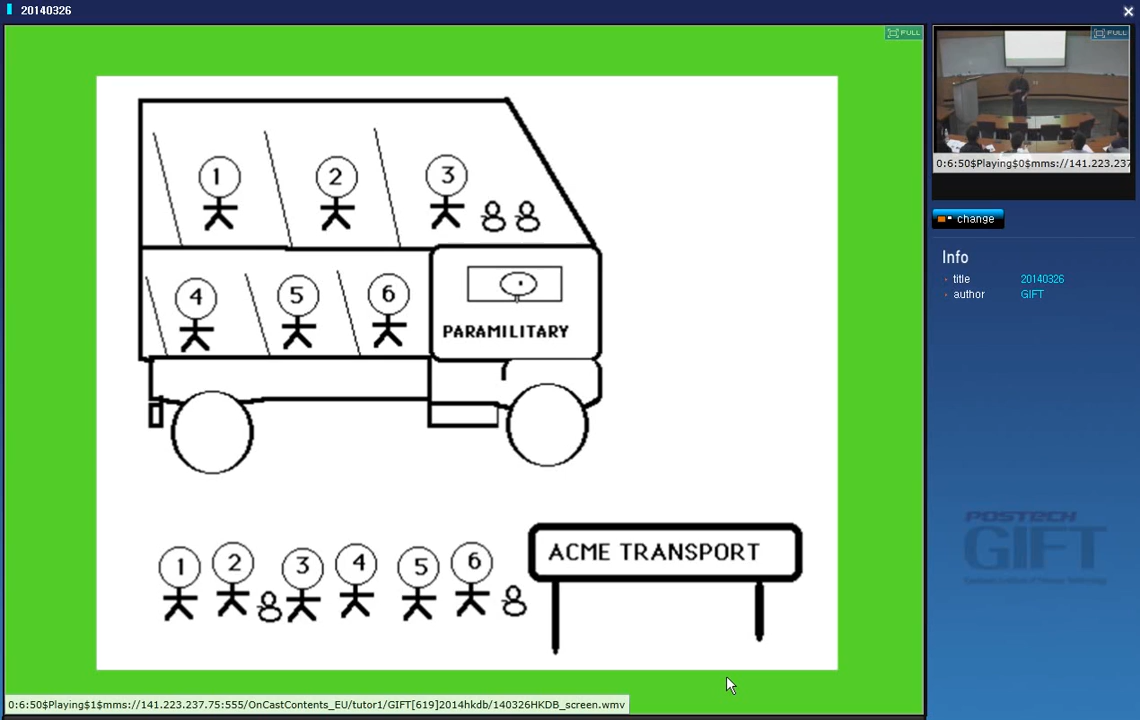 20140326
FULL
FULL
1
2
3
4
5
6
PARAMILITARY
1
2
3
4
5
6
ACME TRANSPORT
0:6:50$Playing$1$mms://141.223.237.75:555/OnCastContents_EU/tutor1/GIFT[619]2014hkdb/140326HKDB_screen.wmv
0:6:50$Playing$0$mms://141.223.237
change
Info
title 20140326
author GIFT
POSTECH
GIFT